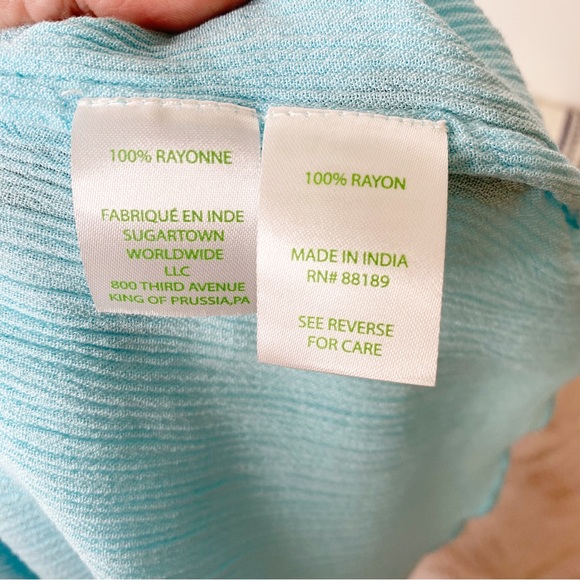 100% RAYONNE
FABRIQUÉ EN INDE
SUGARTOWN
WORLDWIDE
LLC
800 THIRD AVENUE
KING OF PRUSSIA,PA
100% RAYON
MADE IN INDIA
RN# 88189
SEE REVERSE
FOR CARE